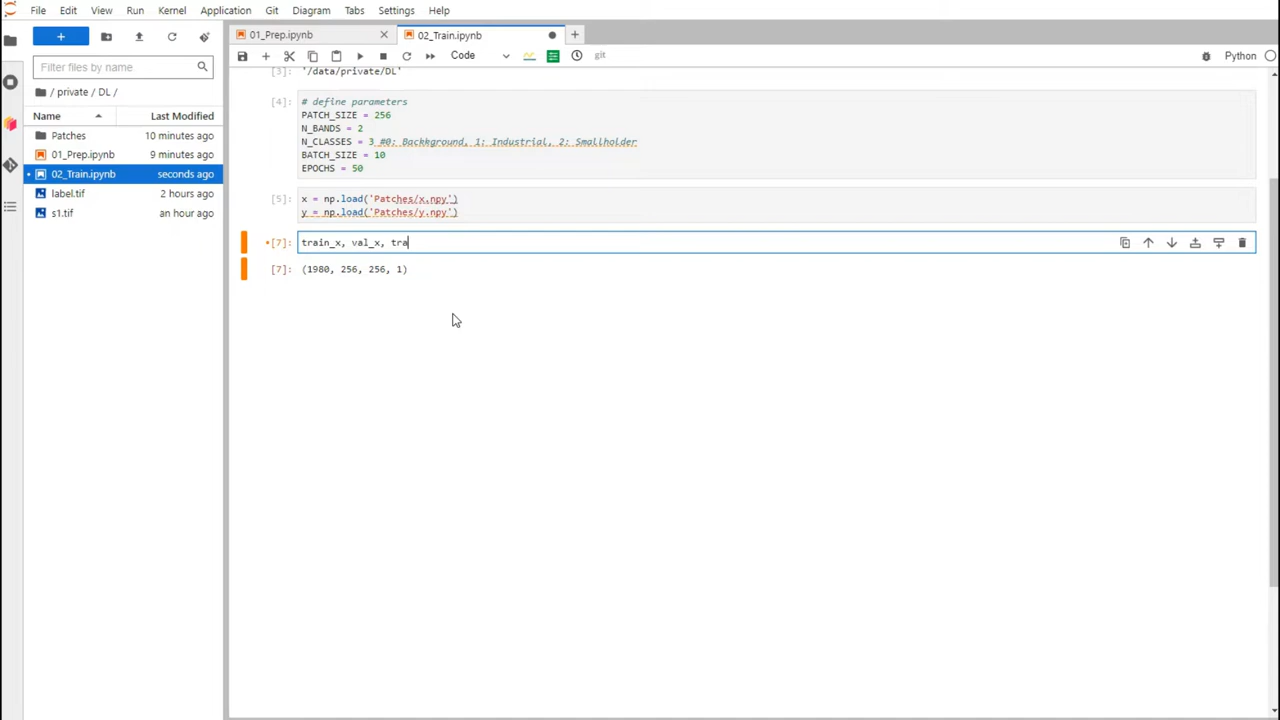 File Edit View Run Kernel Application Git Diagram Tabs Settings Help
01_Prep.ipynb 02_Train.ipynb
Code git Python
Filter files by name
/ private / DL /
Name Last Modified
Patches 10 minutes ago
01_Prep.ipynb 9 minutes ago
02_Train.ipynb seconds ago
label.tif 2 hours ago
s1.tif an hour ago
[3]: '/data/private/DL'
[4]: # define parameters
PATCH_SIZE = 256
N_BANDS = 2
N_CLASSES = 3 #0: Backhground, 1: Industrial, 2: Smallholder
BATCH_SIZE = 10
EPOCHS = 50
[5]: x = np.load('Patches/x.npy')
y = np.load('Patches/y.npy')
[7]: train_x, val_x, tra
[7]: (1980, 256, 256, 1)